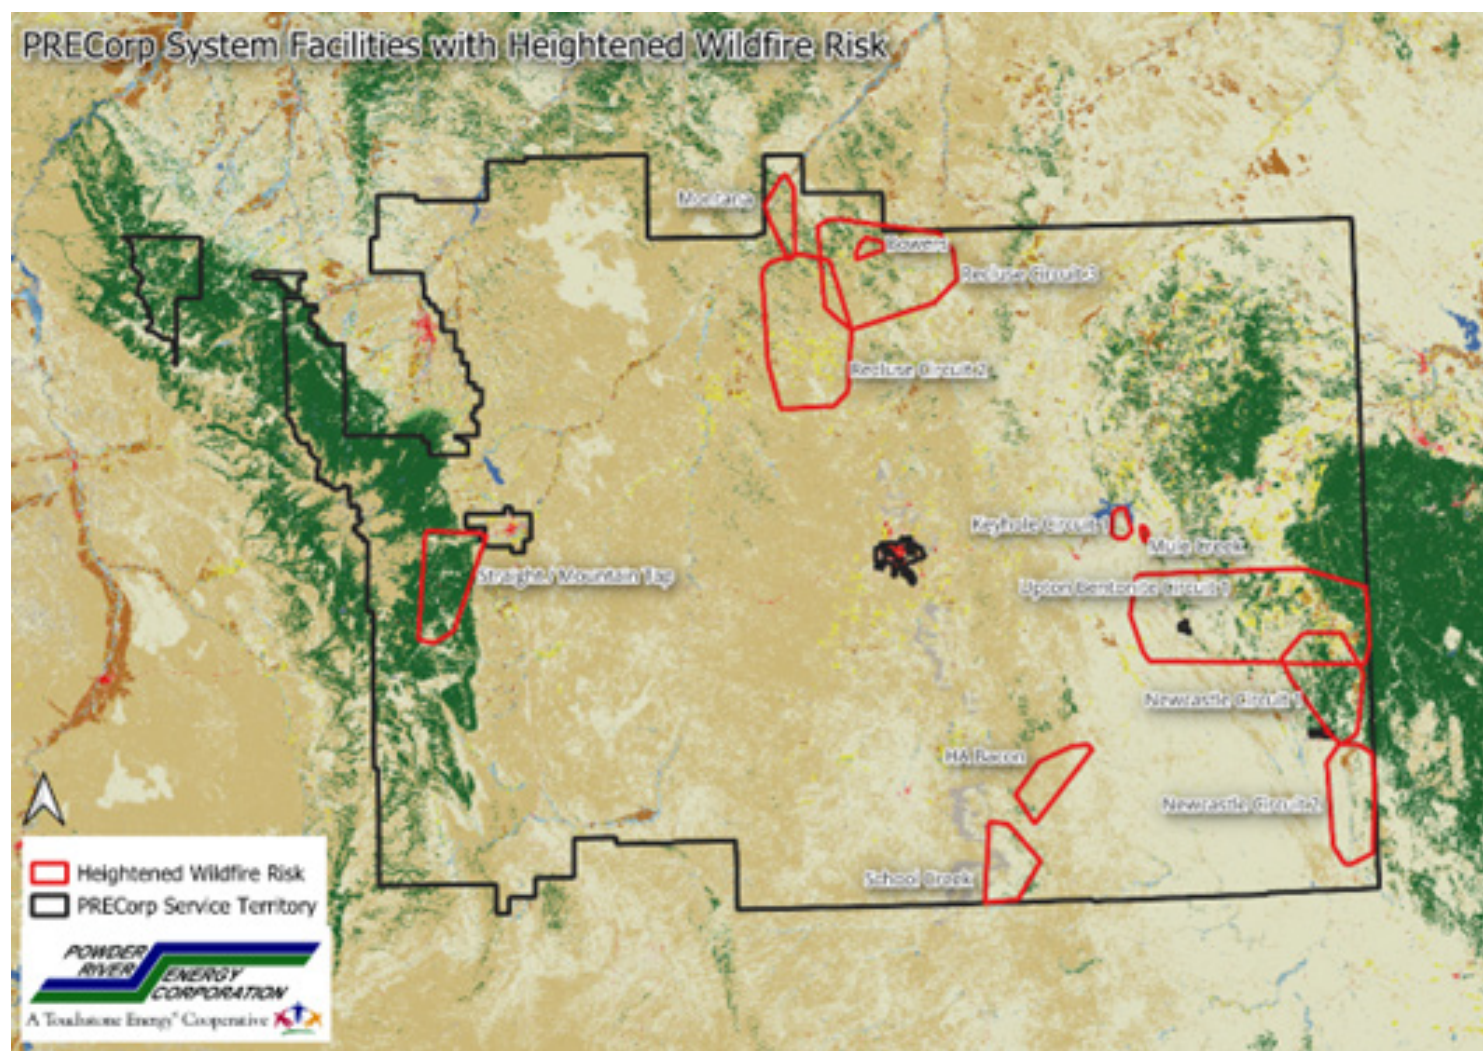 PRECorp System Facilities with Heightened Wildfire Risk
Montana
Bowers
Recluse Circuit 3
Recluse Circuit 2
Keyhole Circuit 1
Mule Creek
Straight / Mountain Tap
Upton Bentonite Circuit 1
Newcastle Circuit 1
HA Bacon
Newcastle Circuit 2
School Creek
Heightened Wildfire Risk
PRECorp Service Territory
POWDER
RIVER
ENERGY
CORPORATION
A Touchstone Energy® Cooperative